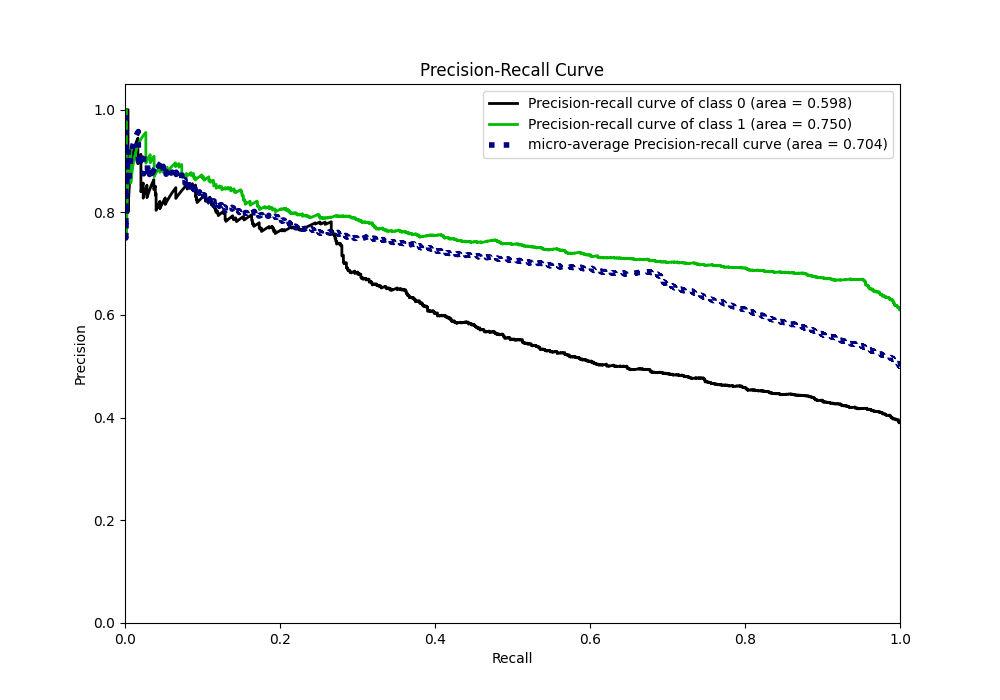 Precision-Recall Curve
Precision-recall curve of class 0 (area = 0.598)
Precision-recall curve of class 1 (area = 0.750)
micro-average Precision-recall curve (area = 0.704)
Precision
1.0
0.8
0.6
0.4
0.2
0.0
0.0 0.2 0.4 0.6 0.8 1.0
Recall